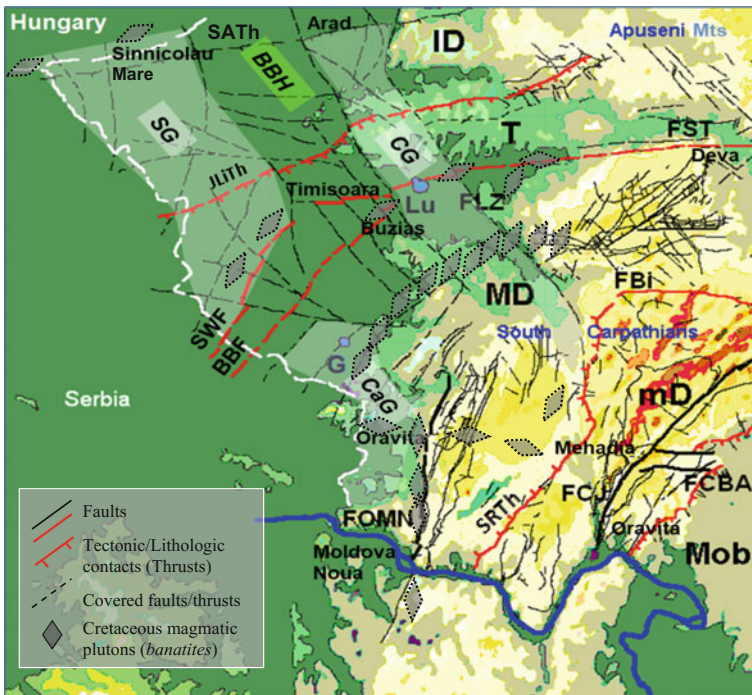 Hungary
SATh
Arad
Sinnicolau
Mare
BBH
ID
Apuseni Mts
SG
CG
T
FST
JLiTh
Deva
Timisoara
Lu
FLZ
Buzias
FBi
MD
South Carpathians
SWF
BBF
G
mD
Serbia
CaG
Oravita
Mehadia
FCJ
FCBA
SRTh
FOMN
Oravita
Moldova
Noua
Mob
Faults
Tectonic/Lithologic
contacts (Thrusts)
Covered faults/thrusts
Cretaceous magmatic
plutons (banatites)